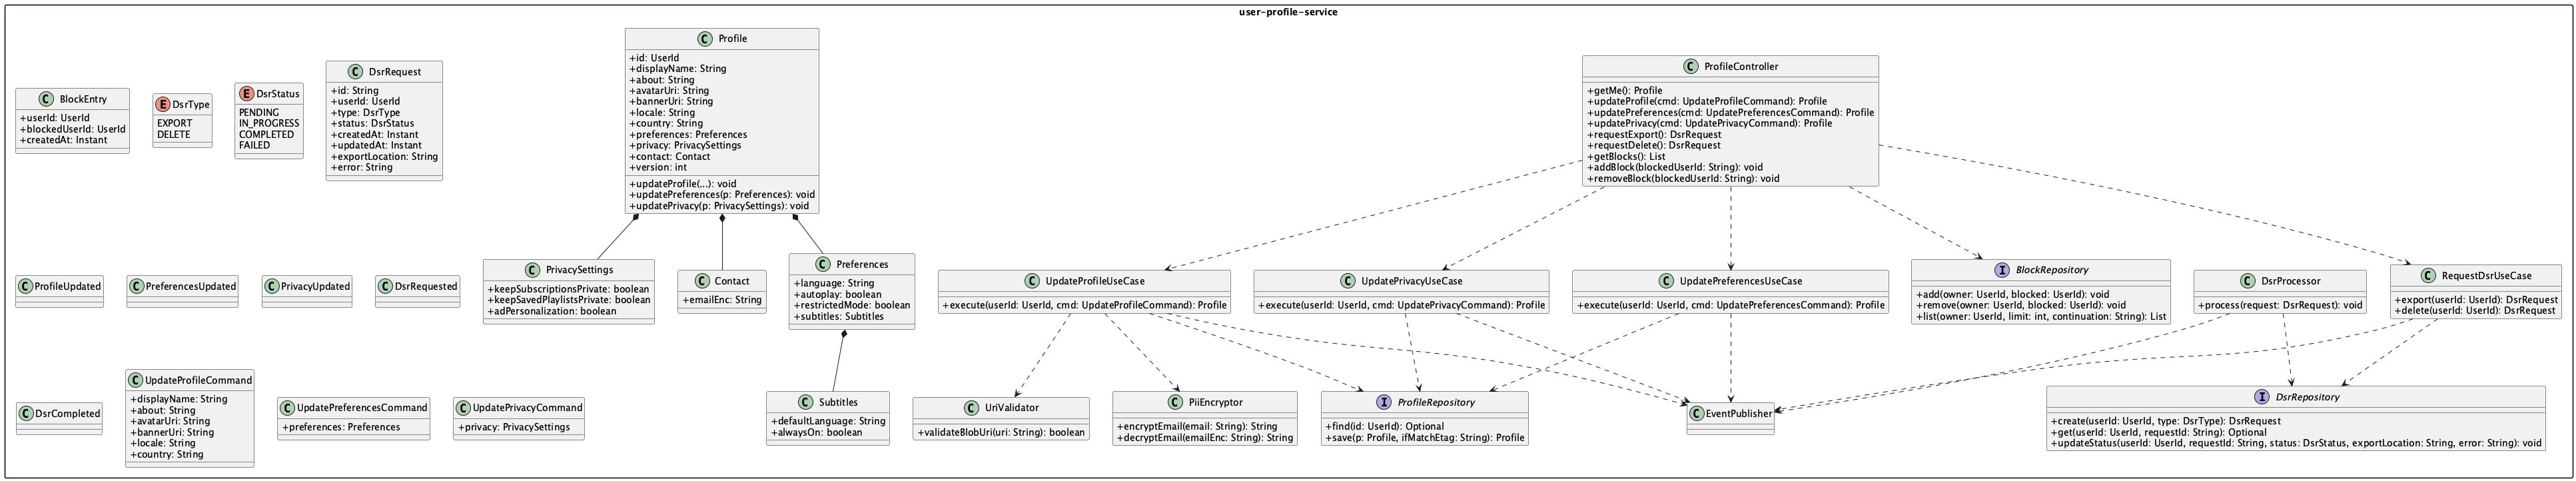 user-profile-service
C BlockEntry
+userId: UserId
+blockedUserId: UserId
+createdAt: Instant
E DsrType
EXPORT
DELETE
E DsrStatus
PENDING
IN_PROGRESS
COMPLETED
FAILED
C DsrRequest
+id: String
+userId: UserId
+type: DsrType
+status: DsrStatus
+createdAt: Instant
+updatedAt: Instant
+exportLocation: String
+error: String
C Profile
+id: UserId
+displayName: String
+about: String
+avatarUri: String
+bannerUri: String
+locale: String
+country: String
+preferences: Preferences
+privacy: PrivacySettings
+contact: Contact
+version: int
+updateProfile(...): void
+updatePreferences(p: Preferences): void
+updatePrivacy(p: PrivacySettings): void
C ProfileController
+getMe(): Profile
+updateProfile(cmd: UpdateProfileCommand): Profile
+updatePreferences(cmd: UpdatePreferencesCommand): Profile
+updatePrivacy(cmd: UpdatePrivacyCommand): Profile
+requestExport(): DsrRequest
+requestDelete(): DsrRequest
+getBlocks(): List
+addBlock(blockedUserId: String): void
+removeBlock(blockedUserId: String): void
C ProfileUpdated
C PreferencesUpdated
C PrivacyUpdated
C DsrRequested
C PrivacySettings
+keepSubscriptionsPrivate: boolean
+keepSavedPlaylistsPrivate: boolean
+adPersonalization: boolean
C Contact
+emailEnc: String
C Preferences
+language: String
+autoplay: boolean
+restrictedMode: boolean
+subtitles: Subtitles
C UpdateProfileUseCase
+execute(userId: UserId, cmd: UpdateProfileCommand): Profile
C UpdatePrivacyUseCase
+execute(userId: UserId, cmd: UpdatePrivacyCommand): Profile
C UpdatePreferencesUseCase
+execute(userId: UserId, cmd: UpdatePreferencesCommand): Profile
I BlockRepository
+add(owner: UserId, blocked: UserId): void
+remove(owner: UserId, blocked: UserId): void
+list(owner: UserId, limit: int, continuation: String): List
C DsrProcessor
+process(request: DsrRequest): void
C RequestDsrUseCase
+export(userId: UserId): DsrRequest
+delete(userId: UserId): DsrRequest
C DsrCompleted
C UpdateProfileCommand
+displayName: String
+about: String
+avatarUri: String
+bannerUri: String
+locale: String
+country: String
C UpdatePreferencesCommand
+preferences: Preferences
C UpdatePrivacyCommand
+privacy: PrivacySettings
C Subtitles
+defaultLanguage: String
+alwaysOn: boolean
C UriValidator
+validateBlobUri(uri: String): boolean
C PiiEncryptor
+encryptEmail(email: String): String
+decryptEmail(emailEnc: String): String
I ProfileRepository
+find(id: UserId): Optional
+save(p: Profile, ifMatchEtag: String): Profile
C EventPublisher
I DsrRepository
+create(userId: UserId, type: DsrType): DsrRequest
+get(userId: UserId, requestId: String): Optional
+updateStatus(userId: UserId, requestId: String, status: DsrStatus, exportLocation: String, error: String): void